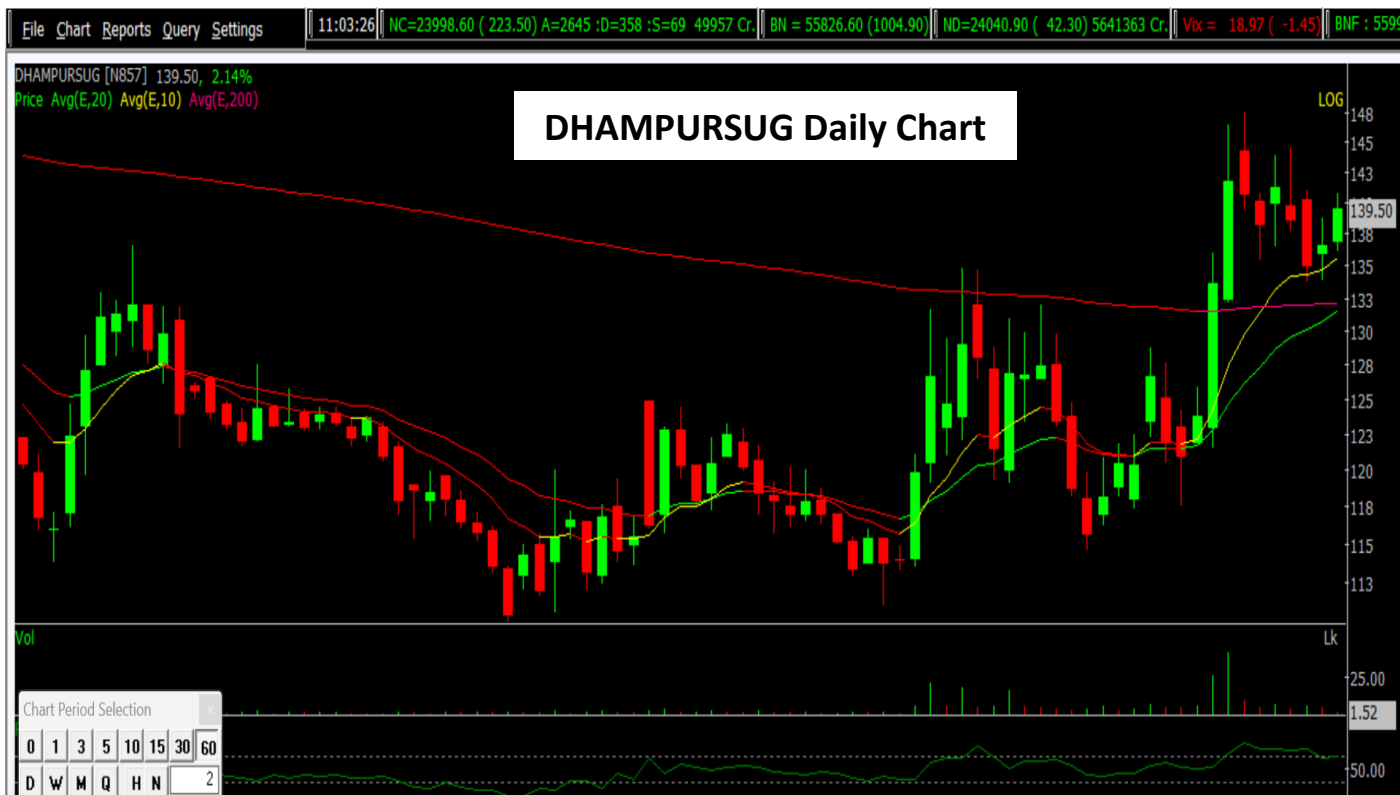 File Chart Reports Query Settings
11:03:26 NC=23998.60 ( 223.50) A=2645 :D=358 :S=69 49957 Cr. BN = 55826.60 (1004.90) ND=24040.90 ( 42.30) 5641363 Cr. Vix = 18.97 ( -1.45) BNF : 559
DHAMPURSUG [N857] 139.50, 2.14%
Price Avg(E,20) Avg(E,10) Avg(E,200)
DHAMPURSUG Daily Chart
LOG
148
145
143
139.50
138
135
133
130
128
125
123
120
118
115
113
Vol
Lk
25.00
1.52
50.00
Chart Period Selection x
0 1 3 5 10 15 30 60
D W M Q H N 2